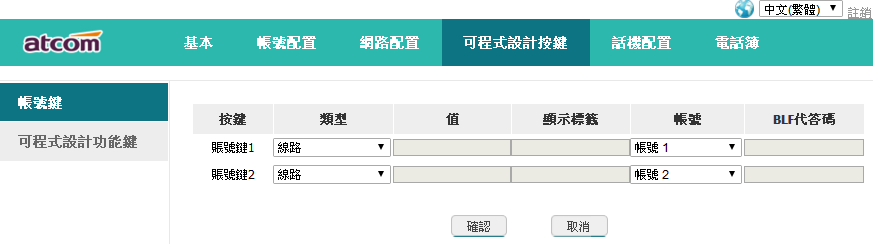 中文(繁體) 註銷
atcom 基本 帳號配置 網路配置 可程式設計按鍵 話機配置 電話簿
帳號鍵
可程式設計功能鍵
按鍵 類型 值 顯示標籤 帳號 BLF代答碼
賬號鍵1 線路 帳號 1
賬號鍵2 線路 帳號 2
確認 取消